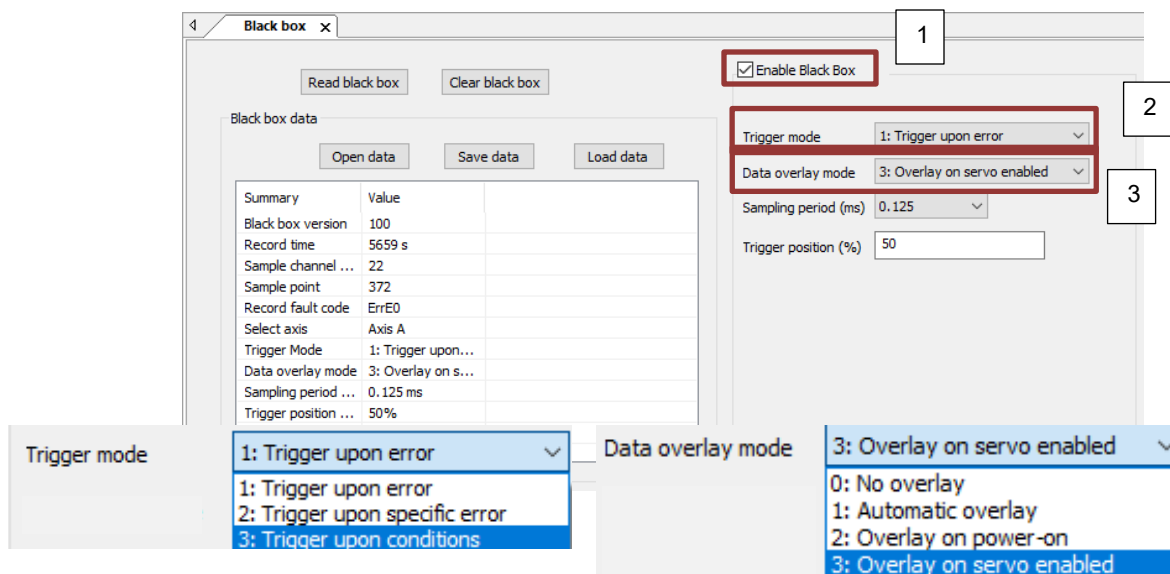 Black box x
1
Read black box Clear black box
Enable Black Box
2
Black box data
Trigger mode 1: Trigger upon error
Open data Save data Load data
Data overlay mode 3: Overlay on servo enabled
3
Summary Value
Sampling period (ms) 0.125
Black box version 100
Record time 5659 s
Trigger position (%) 50
Sample channel ... 22
Sample point 372
Record fault code ErrE0
Select axis Axis A
Trigger Mode 1: Trigger upon...
Data overlay mode 3: Overlay on s...
Sampling period ... 0.125 ms
Trigger position ... 50%
Trigger mode 1: Trigger upon error
1: Trigger upon error
2: Trigger upon specific error
3: Trigger upon conditions
Data overlay mode 3: Overlay on servo enabled
0: No overlay
1: Automatic overlay
2: Overlay on power-on
3: Overlay on servo enabled